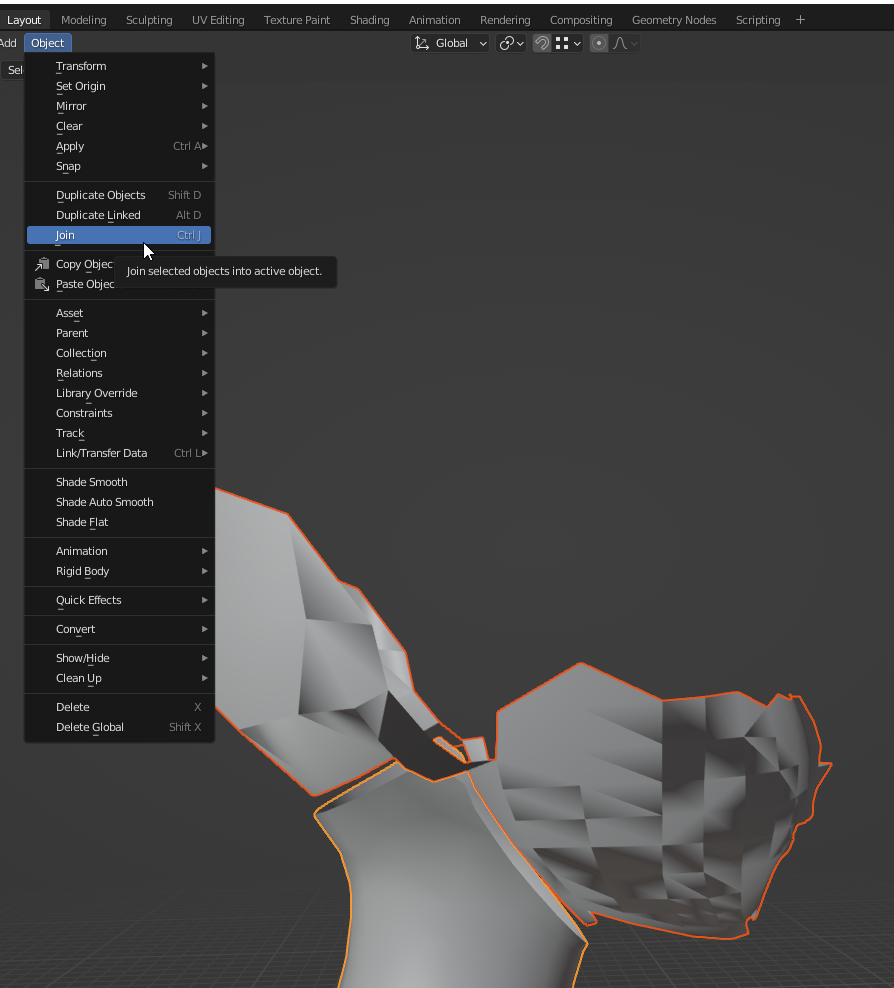 Layout Modeling Sculpting UV Editing Texture Paint Shading Animation Rendering Compositing Geometry Nodes Scripting +
Add Object Global
Sel
Transform
Set Origin
Mirror
Clear
Apply Ctrl A
Snap
Duplicate Objects Shift D
Duplicate Linked Alt D
Join Ctrl J
Copy Objec
Join selected objects into active object.
Paste Objec
Asset
Parent
Collection
Relations
Library Override
Constraints
Track
Link/Transfer Data Ctrl L
Shade Smooth
Shade Auto Smooth
Shade Flat
Animation
Rigid Body
Quick Effects
Convert
Show/Hide
Clean Up
Delete X
Delete Global Shift X